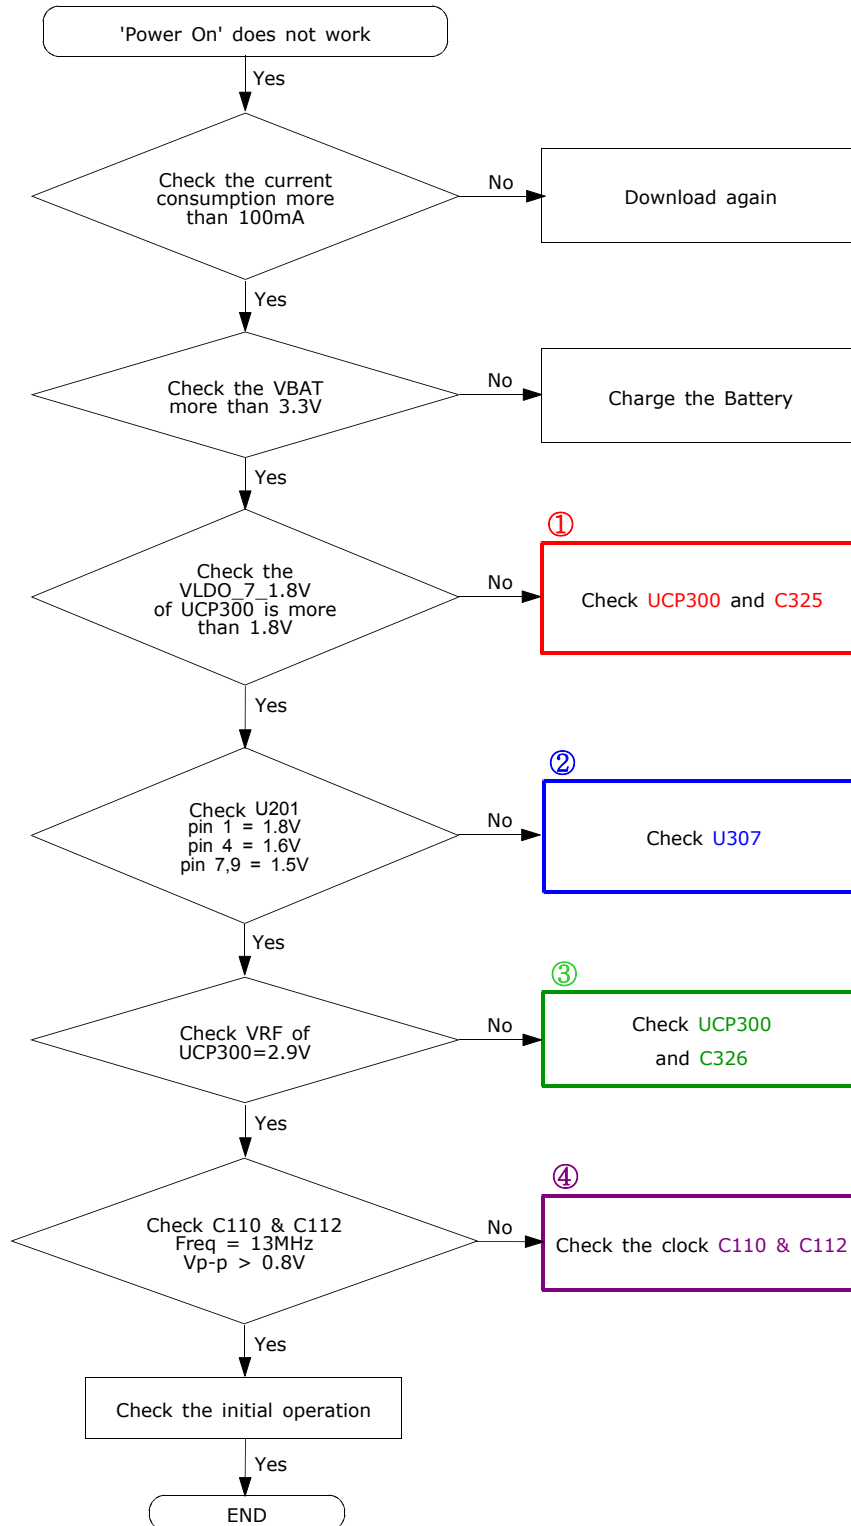 'Power On' does not work
Yes
Check the current
consumption more
than 100mA
No
Download again
Yes
Check the VBAT
more than 3.3V
No
Charge the Battery
Yes
①
Check the
VLDO_7_1.8V
of UCP300 is more
than 1.8V
No
Check UCP300 and C325
Yes
②
Check U201
pin 1 = 1.8V
pin 4 = 1.6V
pin 7,9 = 1.5V
No
Check U307
Yes
③
Check VRF of
UCP300=2.9V
No
Check UCP300
and C326
Yes
④
Check C110 & C112
Freq = 13MHz
Vp-p > 0.8V
No
Check the clock C110 & C112
Yes
Check the initial operation
Yes
END